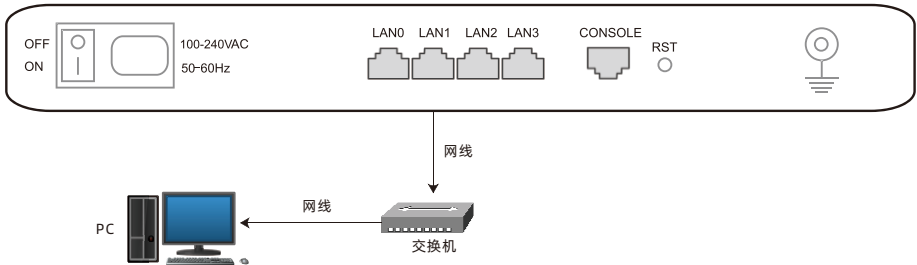 OFF
ON
100-240VAC
50-60Hz
LAN0 LAN1 LAN2 LAN3
CONSOLE
RST
网线
网线
PC
交换机